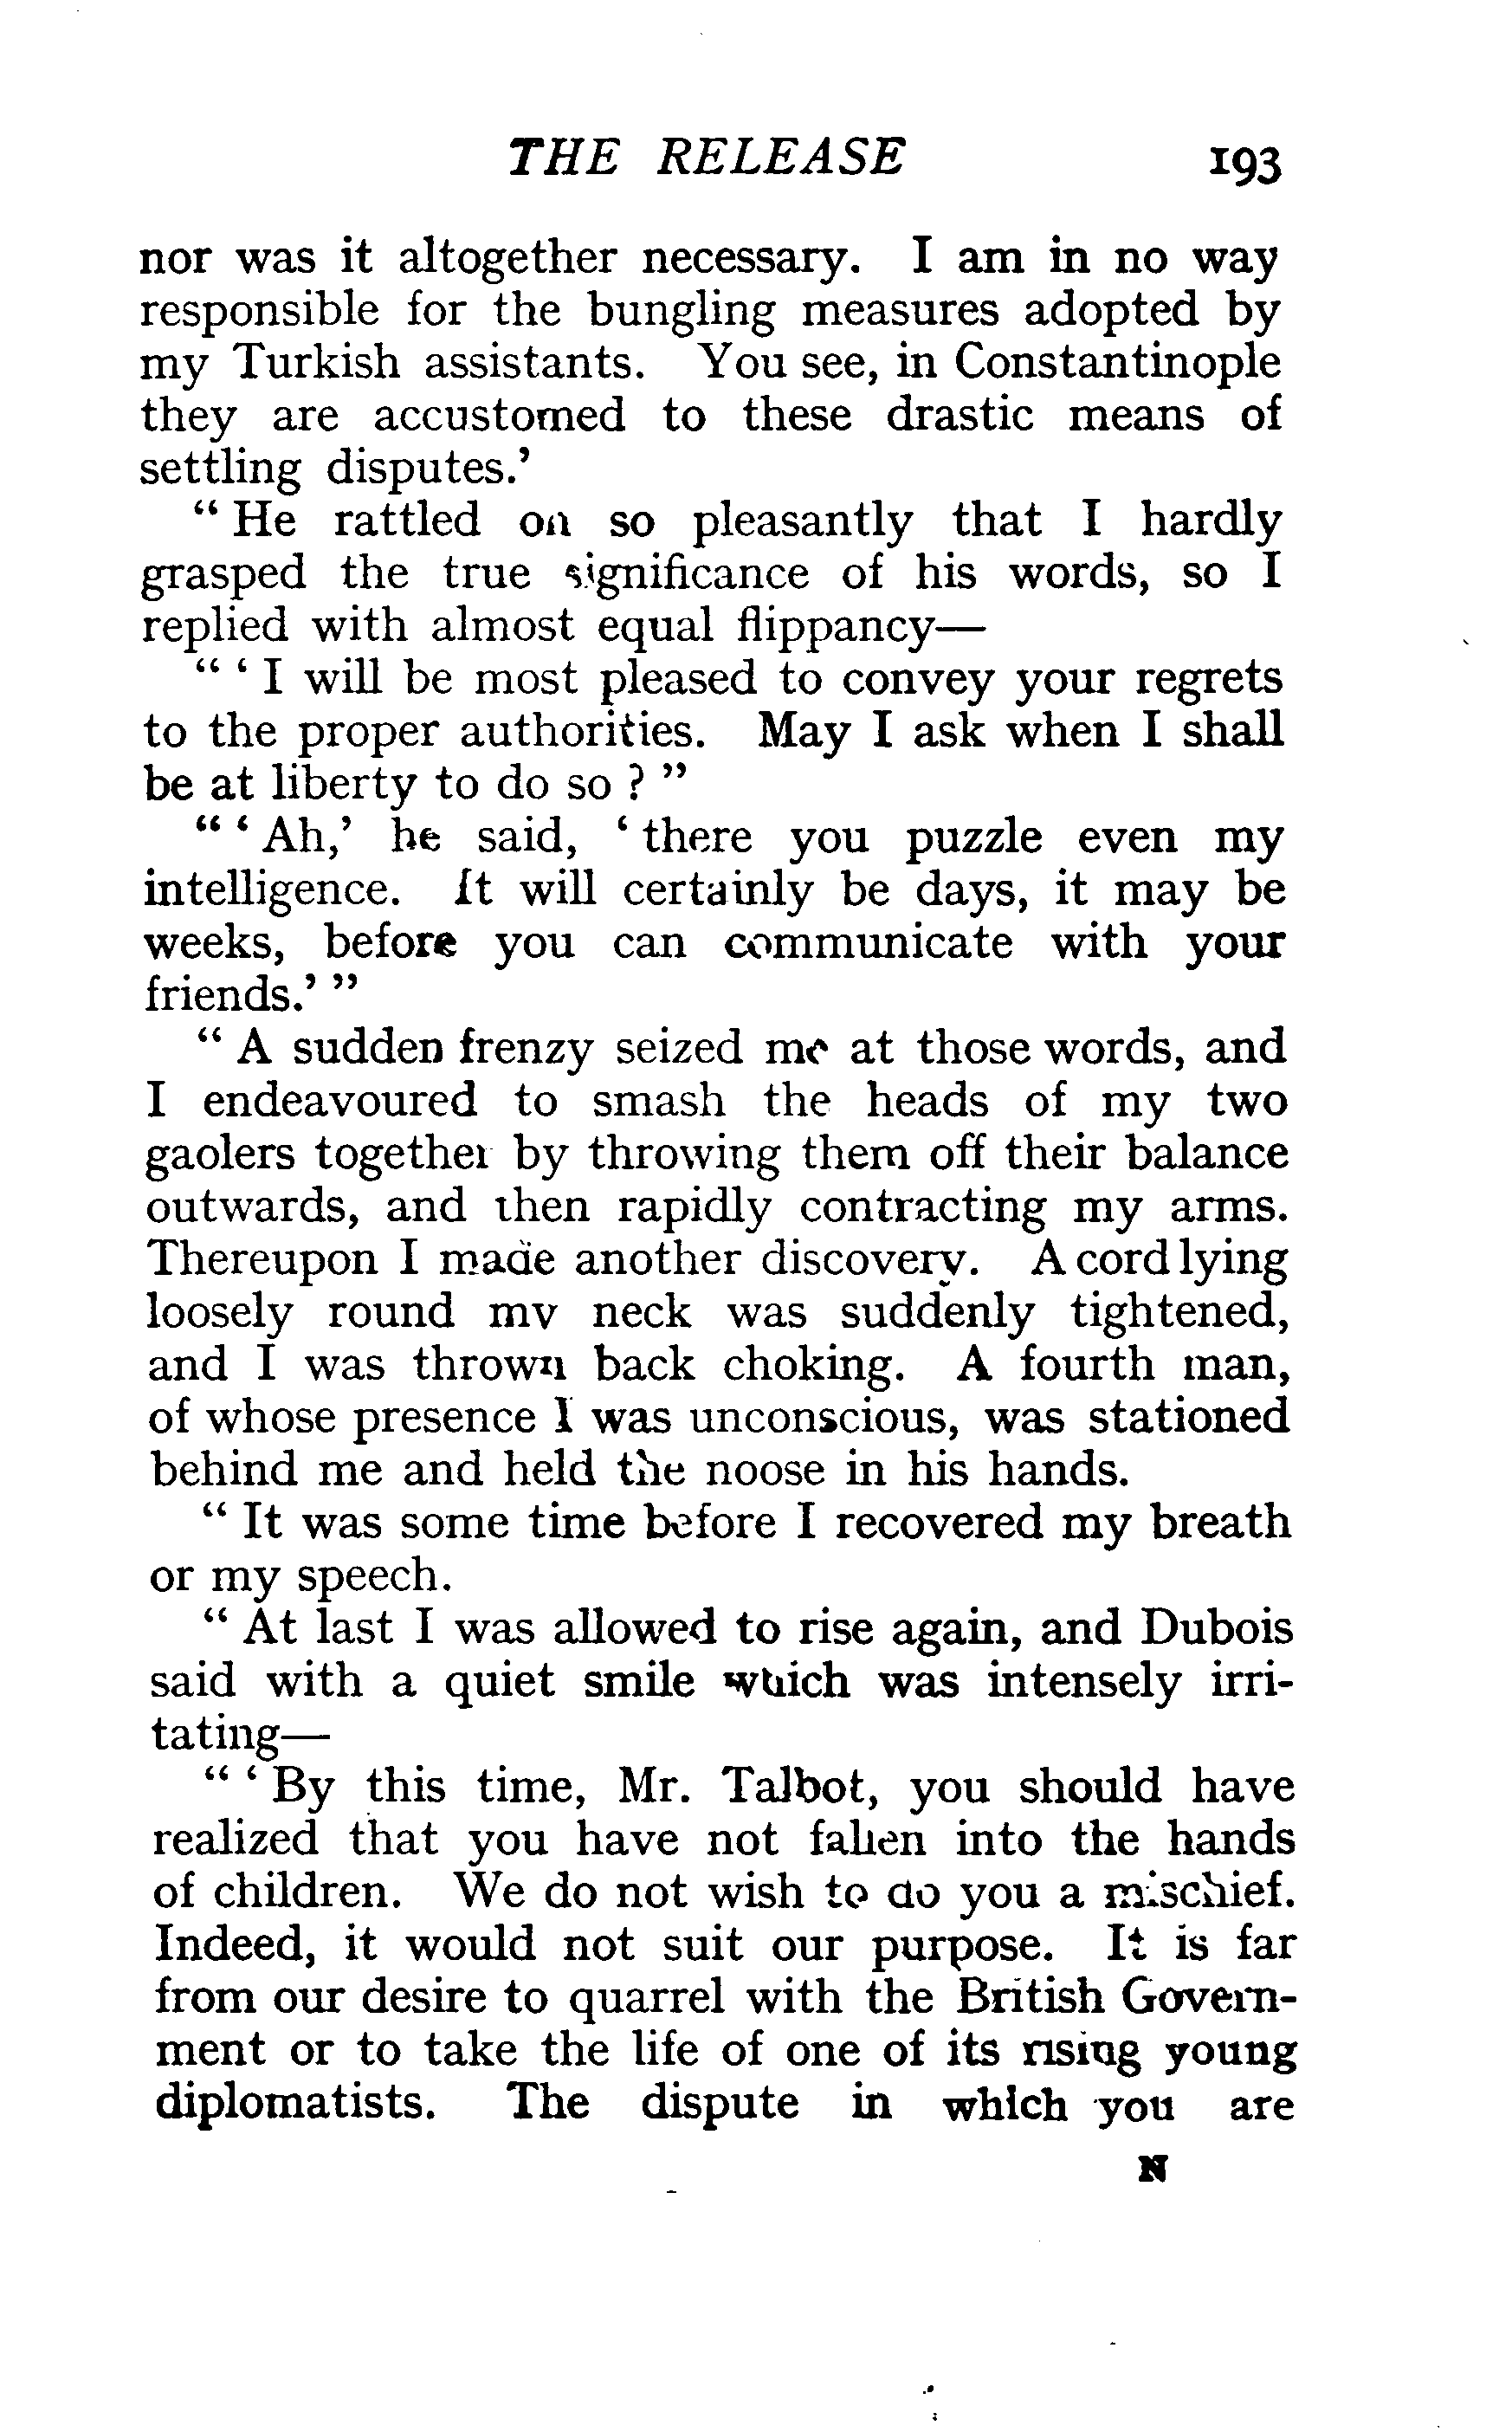 THE RELEASE 193
nor was it altogether necessary. I am in no way
responsible for the bungling measures adopted by
my Turkish assistants. You see, in Constantinople
they are accustomed to these drastic means of
settling disputes.’
“ He rattled on so pleasantly that I hardly
grasped the true significance of his words, so I
replied with almost equal flippancy—
“ ‘ I will be most pleased to convey your regrets
to the proper authorities. May I ask when I shall
be at liberty to do so ? ”
“ ‘ Ah,’ he said, ‘ there you puzzle even my
intelligence. It will certainly be days, it may be
weeks, before you can communicate with your
friends.’ ”
“ A sudden frenzy seized me at those words, and
I endeavoured to smash the heads of my two
gaolers together by throwing them off their balance
outwards, and then rapidly contracting my arms.
Thereupon I made another discovery. A cord lying
loosely round my neck was suddenly tightened,
and I was thrown back choking. A fourth man,
of whose presence I was unconscious, was stationed
behind me and held the noose in his hands.
“ It was some time before I recovered my breath
or my speech.
“ At last I was allowed to rise again, and Dubois
said with a quiet smile which was intensely irri-
tating—
“ ‘ By this time, Mr. Talbot, you should have
realized that you have not fallen into the hands
of children. We do not wish to do you a mischief.
Indeed, it would not suit our purpose. It is far
from our desire to quarrel with the British Govern-
ment or to take the life of one of its rising young
diplomatists. The dispute in which you are
N